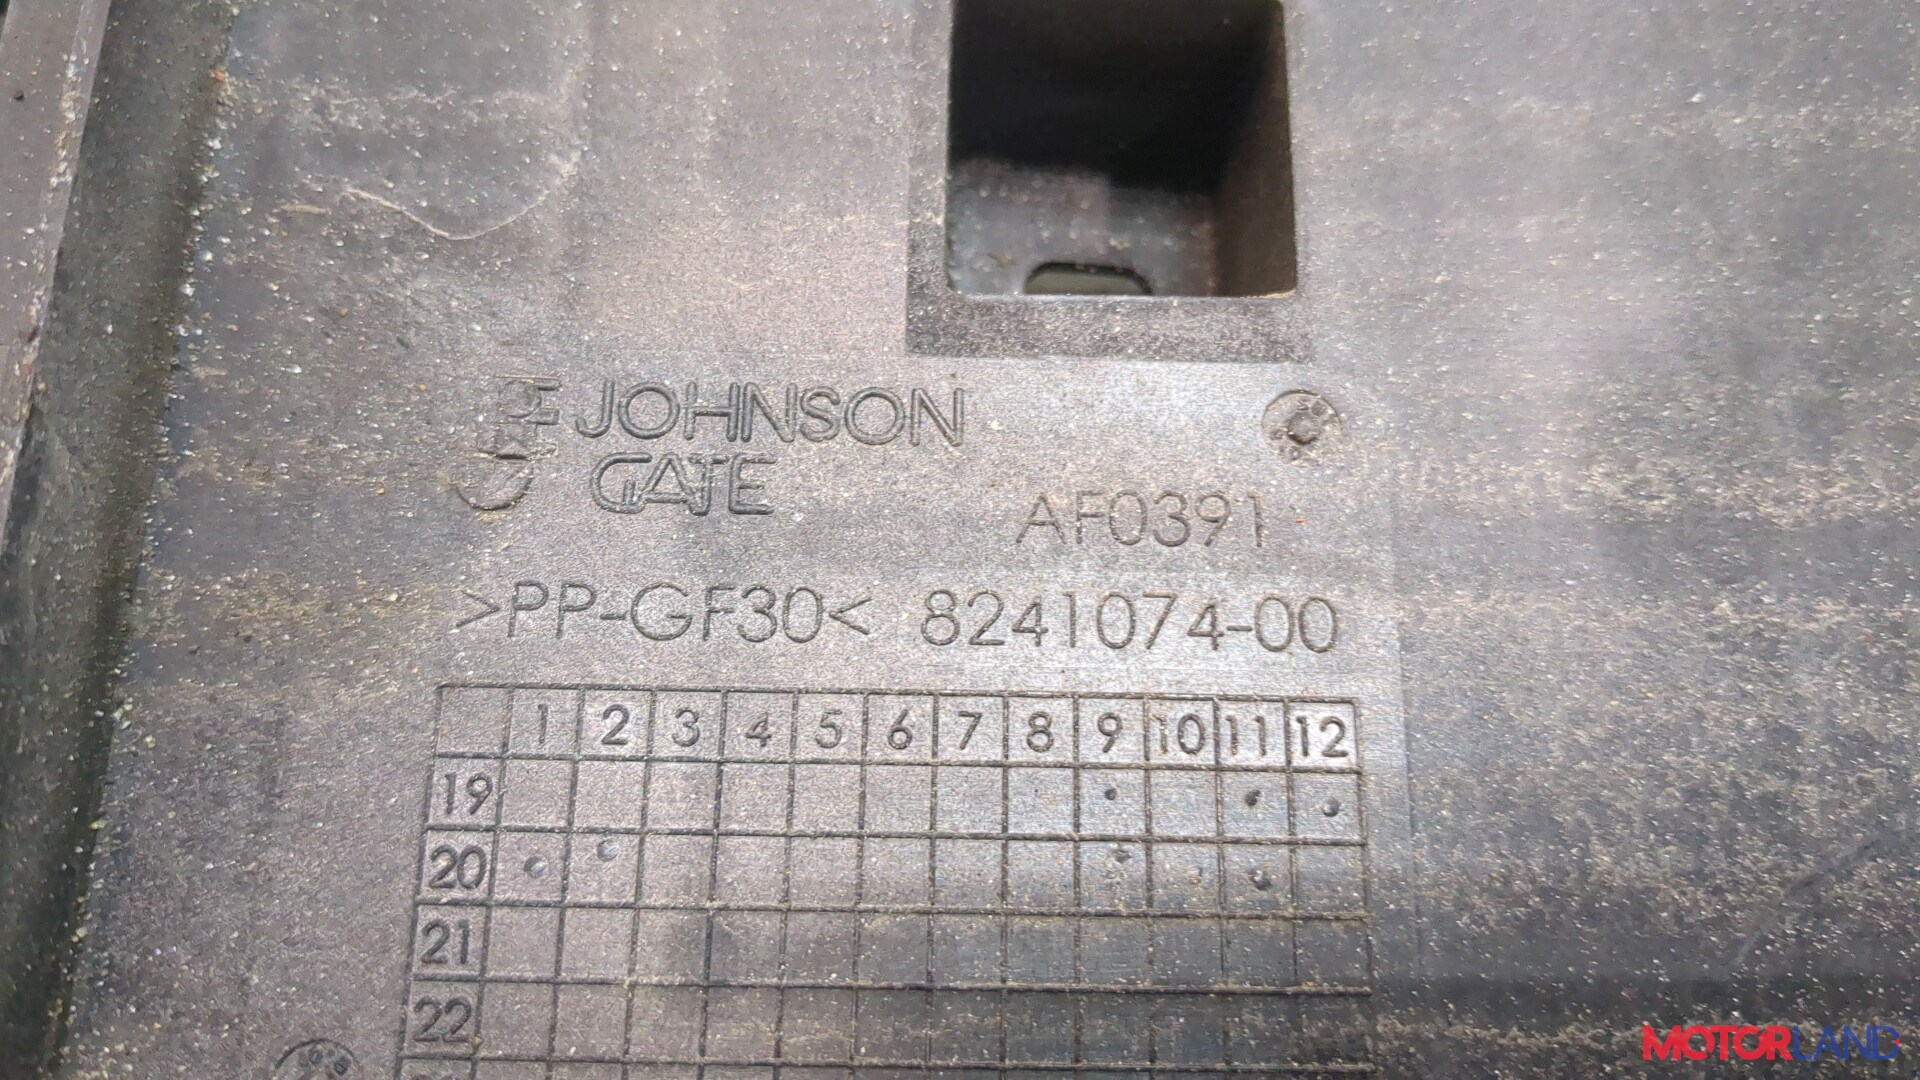 JOHNSON
GATE
AF0391
>PP-GF30< 8241074-00
1 2 3 4 5 6 7 8 9 10 11 12
19
20
21
22
MOTORLAND